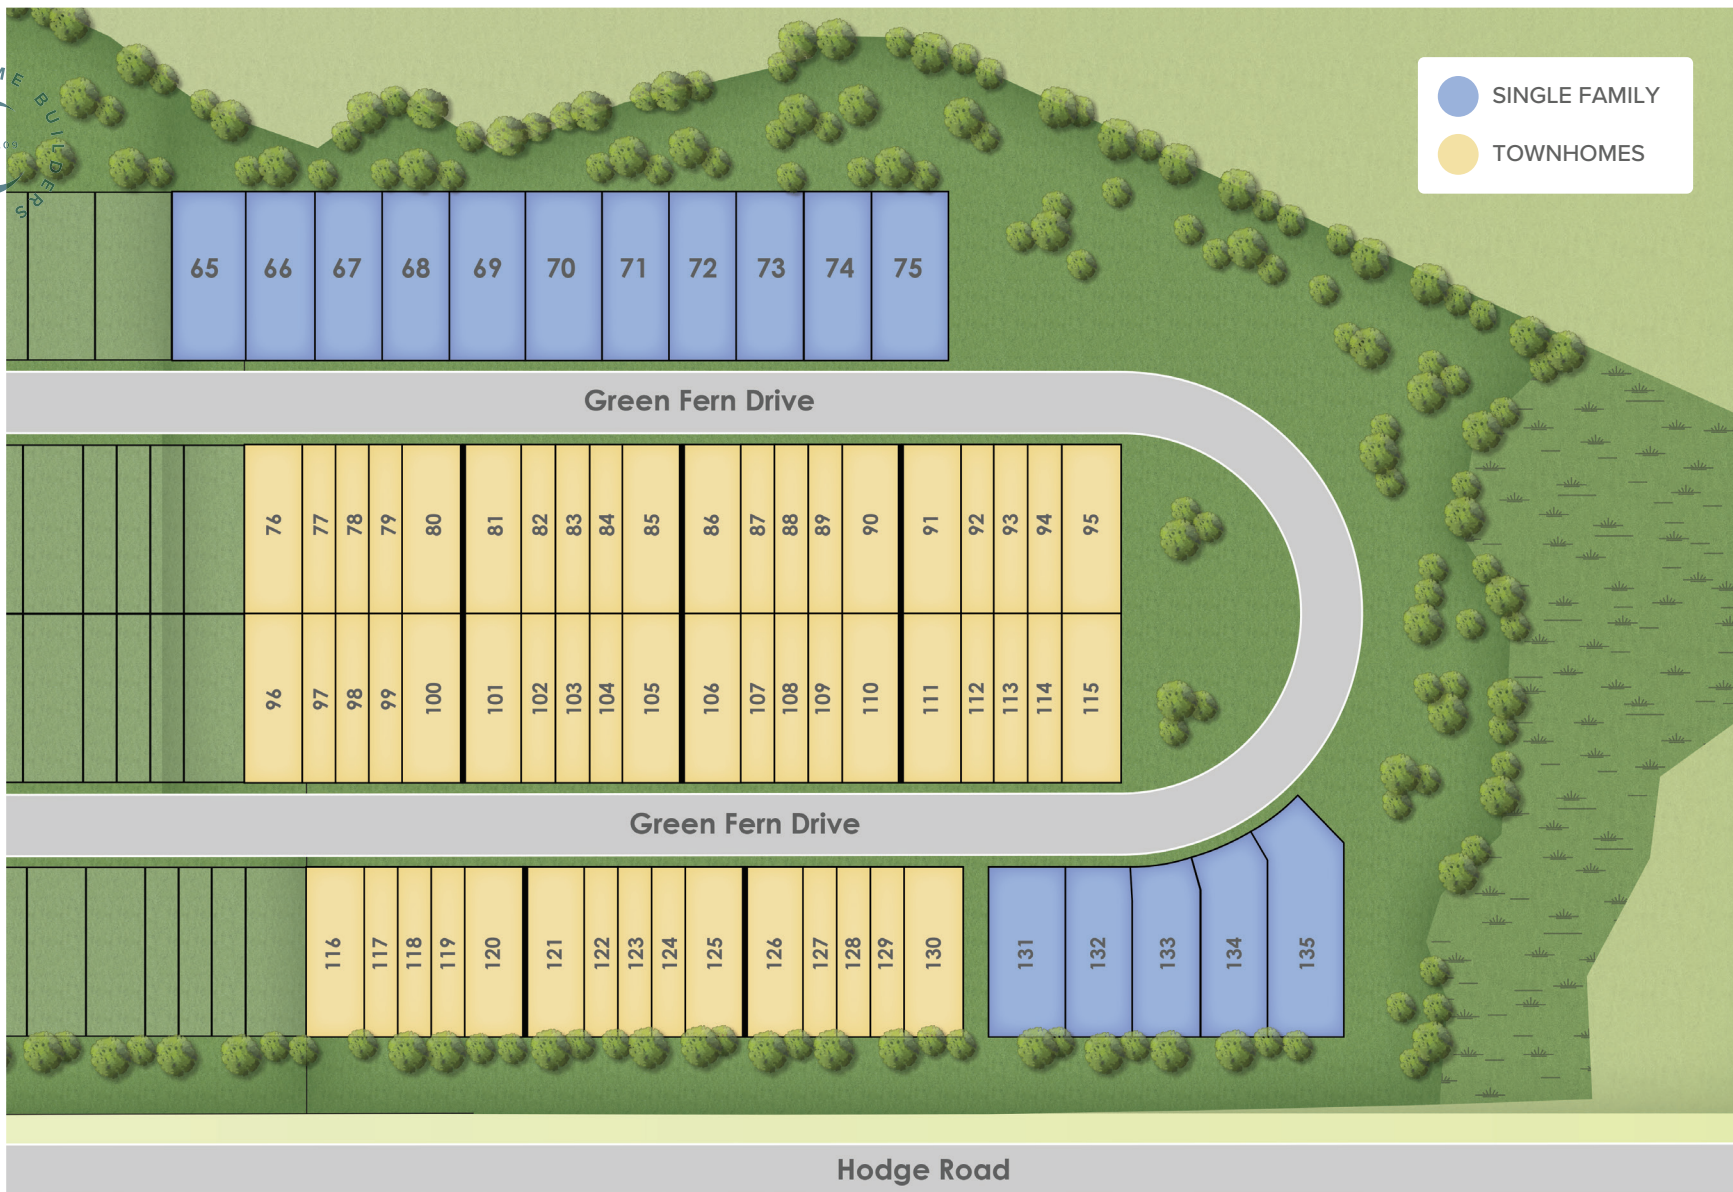 ME BUILDERS
SINGLE FAMILY
TOWNHOMES
65 66 67 68 69 70 71 72 73 74 75
Green Fern Drive
76 77 78 79 80 81 82 83 84 85 86 87 88 89 90 91 92 93 94 95
96 97 98 99 100 101 102 103 104 105 106 107 108 109 110 111 112 113 114 115
Green Fern Drive
116 117 118 119 120 121 122 123 124 125 126 127 128 129 130 131 132 133 134 135
Hodge Road